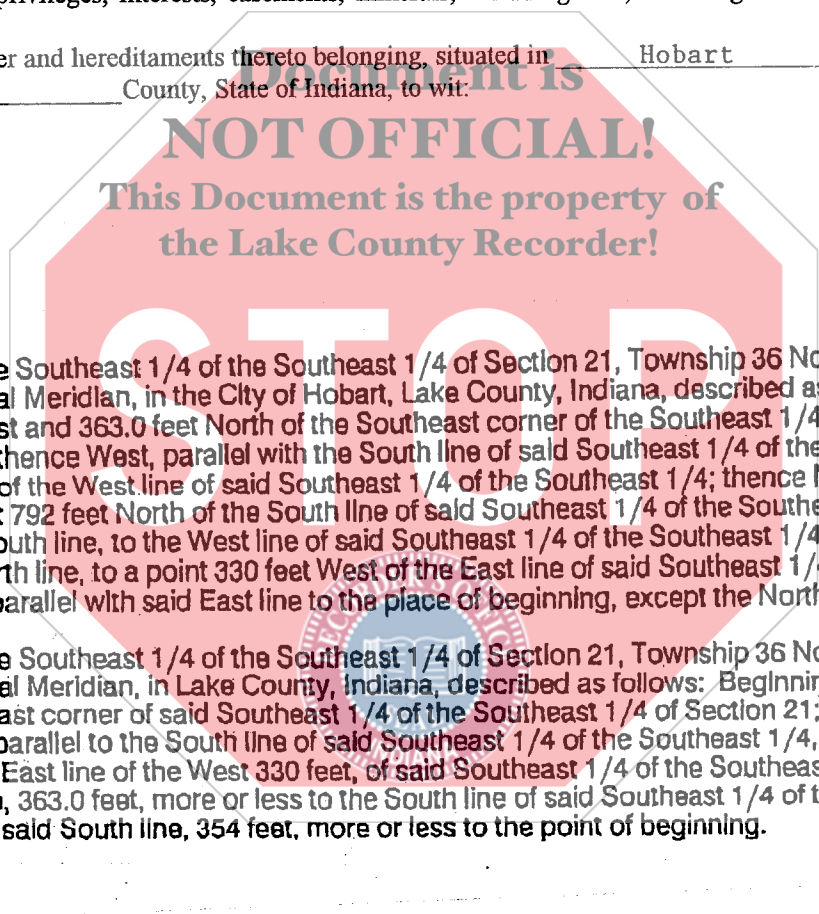 er and hereditaments thereto belonging, situated in Hobart
County, State of Indiana, to wit:
Document is
NOT OFFICIAL!
This Document is the property of
the Lake County Recorder!
STOP
e Southeast 1/4 of the Southeast 1/4 of Section 21, Township 36 No
al Meridian, in the City of Hobart, Lake County, Indiana, described as
st and 363.0 feet North of the Southeast corner of the Southeast 1/4
thence West, parallel with the South line of said Southeast 1/4 of the
of the West line of said Southeast 1/4 of the Southeast 1/4; thence
792 feet North of the South line of said Southeast 1/4 of the Southe
outh line, to the West line of said Southeast 1/4 of the Southeast 1/4
th line, to a point 330 feet West of the East line of said Southeast 1/
parallel with said East line to the place of beginning, except the North
e Southeast 1/4 of the Southeast 1/4 of Section 21, Township 36 No
al Meridian, in Lake County, Indiana, described as follows: Beginnin
ast corner of said Southeast 1/4 of the Southeast 1/4 of Section 21;
parallel to the South line of said Southeast 1/4 of the Southeast 1/4,
East line of the West 330 feet, of said Southeast 1/4 of the Southeas
, 363.0 feet, more or less to the South line of said Southeast 1/4 of t
said South line, 354 feet, more or less to the point of beginning.